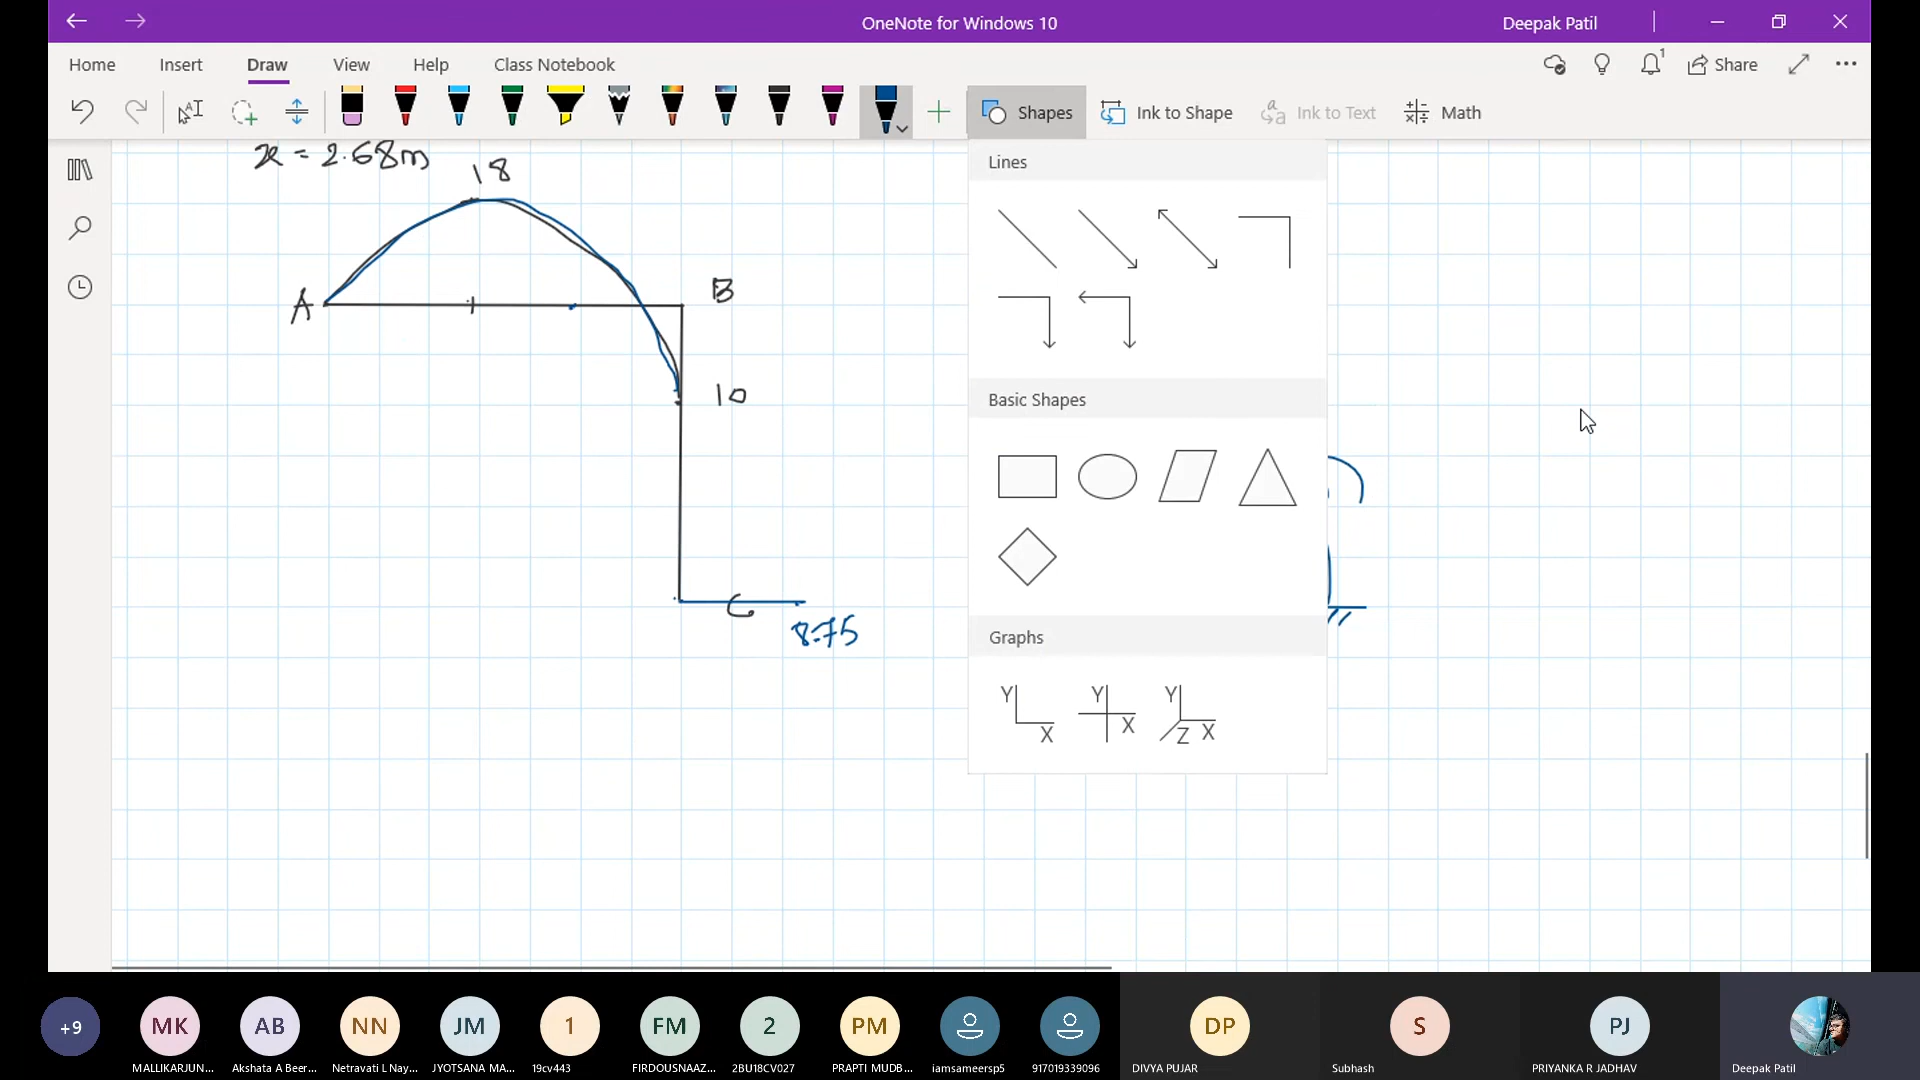 OneNote for Windows 10
Deepak Patil
Home Insert Draw View Help Class Notebook
1 Share
Shapes Ink to Shape Ink to Text Math
x = 2.68m
18
A
B
10
C
8.75
Lines
Basic Shapes
Graphs
Y X
Y X
Y Z X
+9 MK AB NN JM 1 FM 2 PM DP S PJ
MALLIKARJUN... Akshata A Beer... Netravati L Nay... JYOTSANA MA... 19cv443 FIRDOUSNAAZ... 2BU18CV027 PRAPTI MUDB... iamsameersp5 917019339096 DIVYA PUJAR Subhash PRIYANKA R JADHAV Deepak Patil